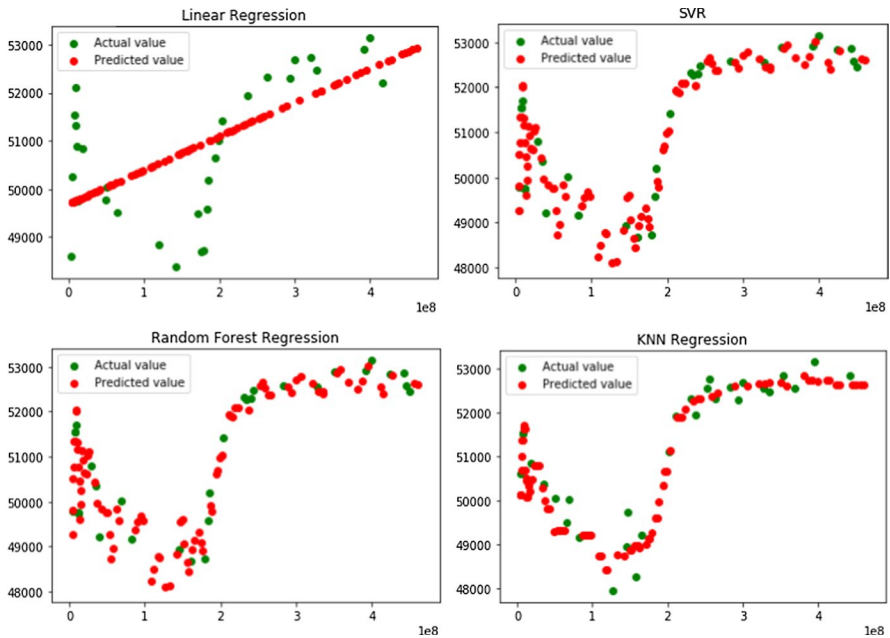 Linear Regression
53000
52000
51000
50000
49000
Actual value
Predicted value
0
1
2
3
4
1e8
SVR
53000
52000
51000
50000
49000
48000
Actual value
Predicted value
0
1
2
3
4
1e8
Random Forest Regression
53000
52000
51000
50000
49000
48000
Actual value
Predicted value
0
1
2
3
4
1e8
KNN Regression
53000
52000
51000
50000
49000
48000
Actual value
Predicted value
0
1
2
3
4
1e8